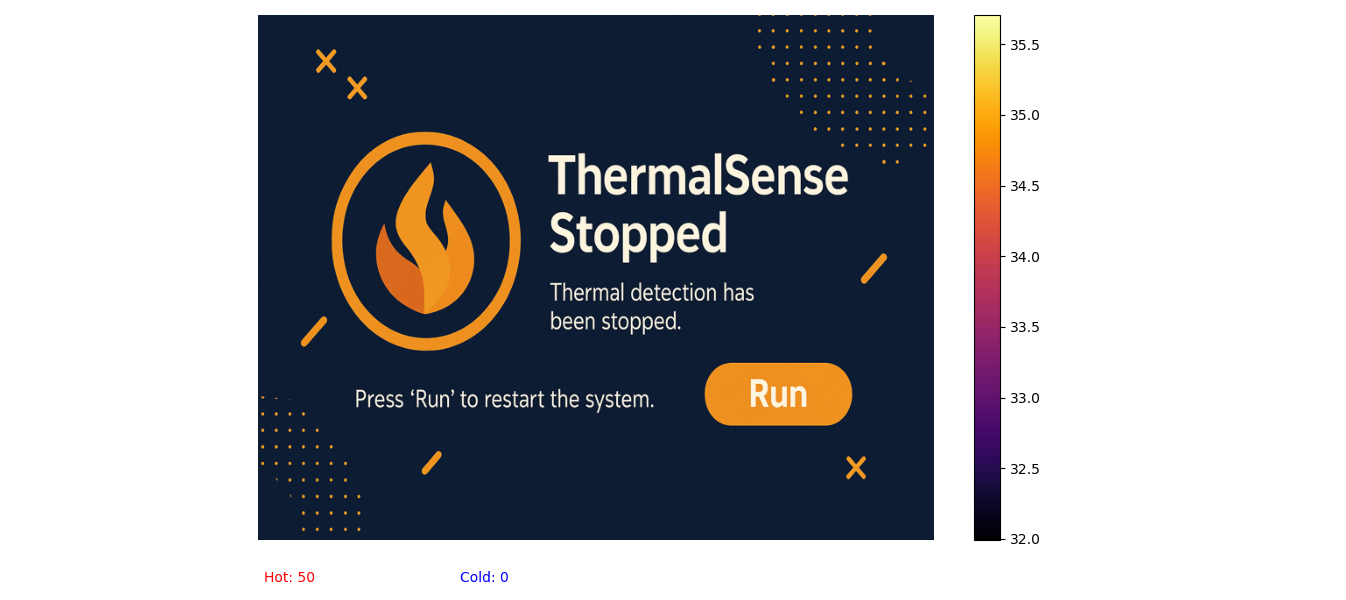 ThermalSense
Stopped
Thermal detection has
been stopped.
Press ‘Run’ to restart the system.
Run
35.5
35.0
34.5
34.0
33.5
33.0
32.5
32.0
Hot: 50
Cold: 0